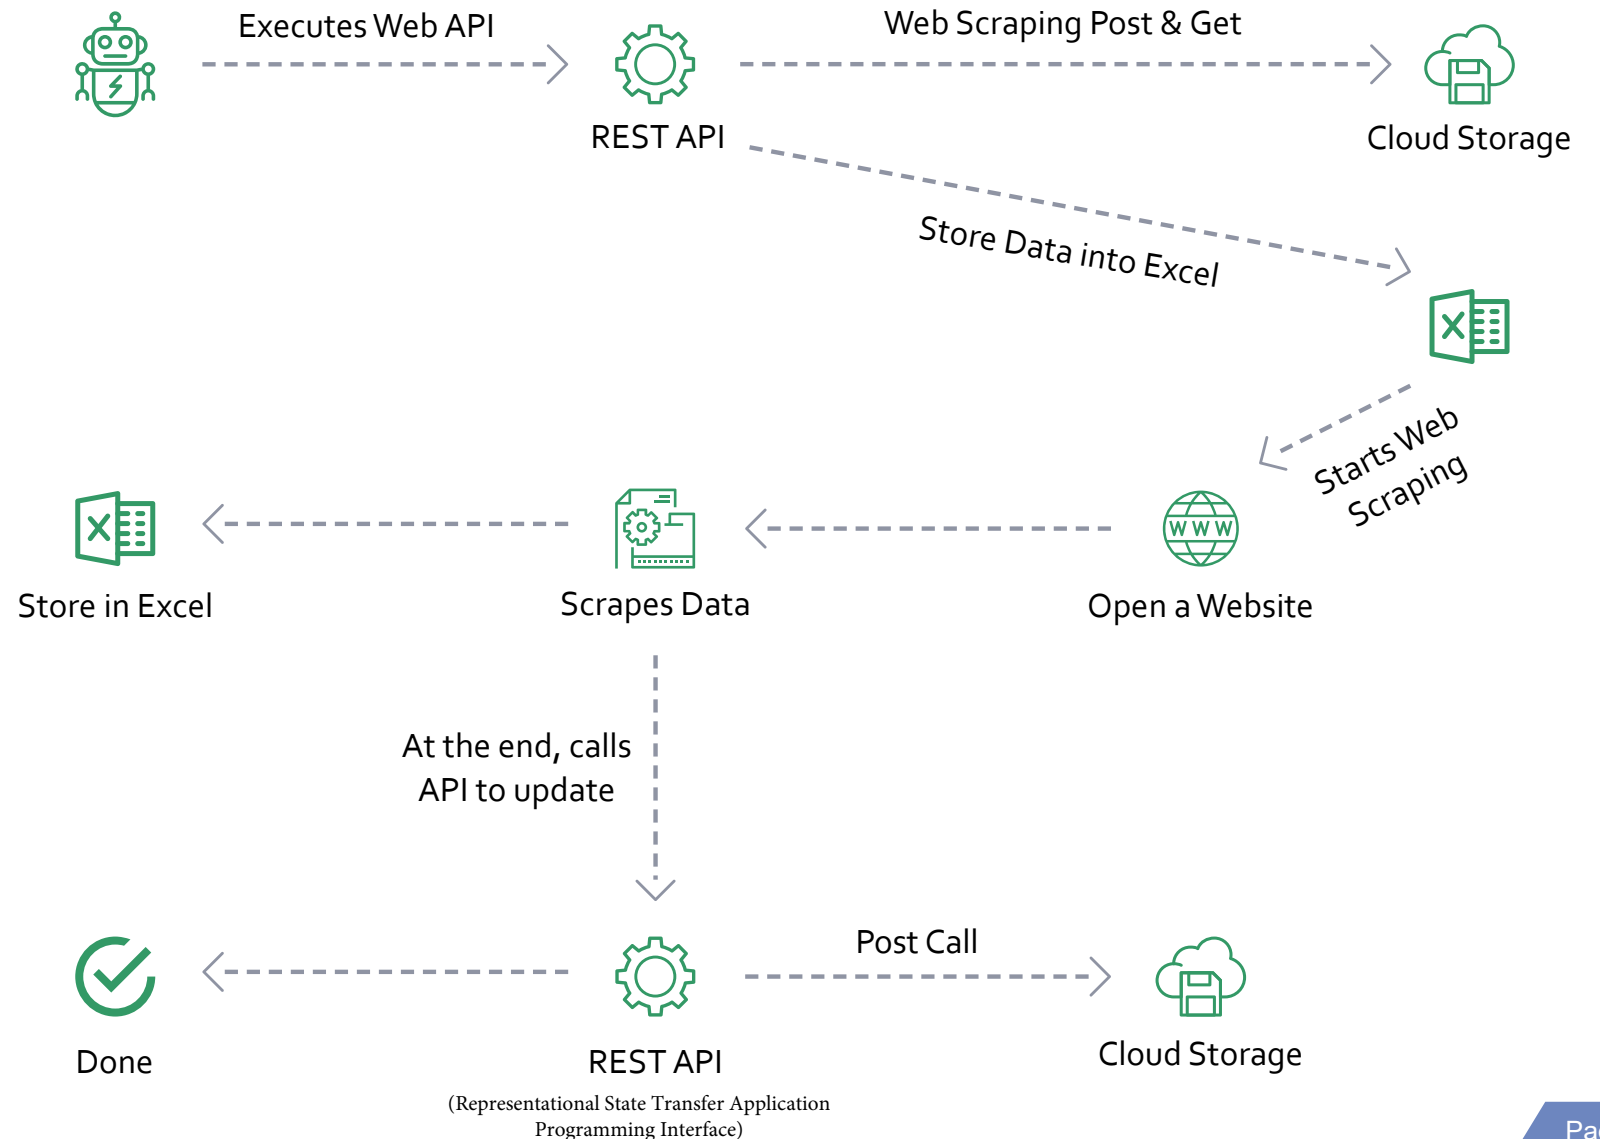 Executes Web API
Web Scraping Post & Get
REST API
Cloud Storage
Store Data into Excel
X
Starts Web
Scraping
X
W W W
Store in Excel
Scrapes Data
Open a Website
At the end, calls
API to update
Post Call
Done
REST API
Cloud Storage
(Representational State Transfer Application
Programming Interface)